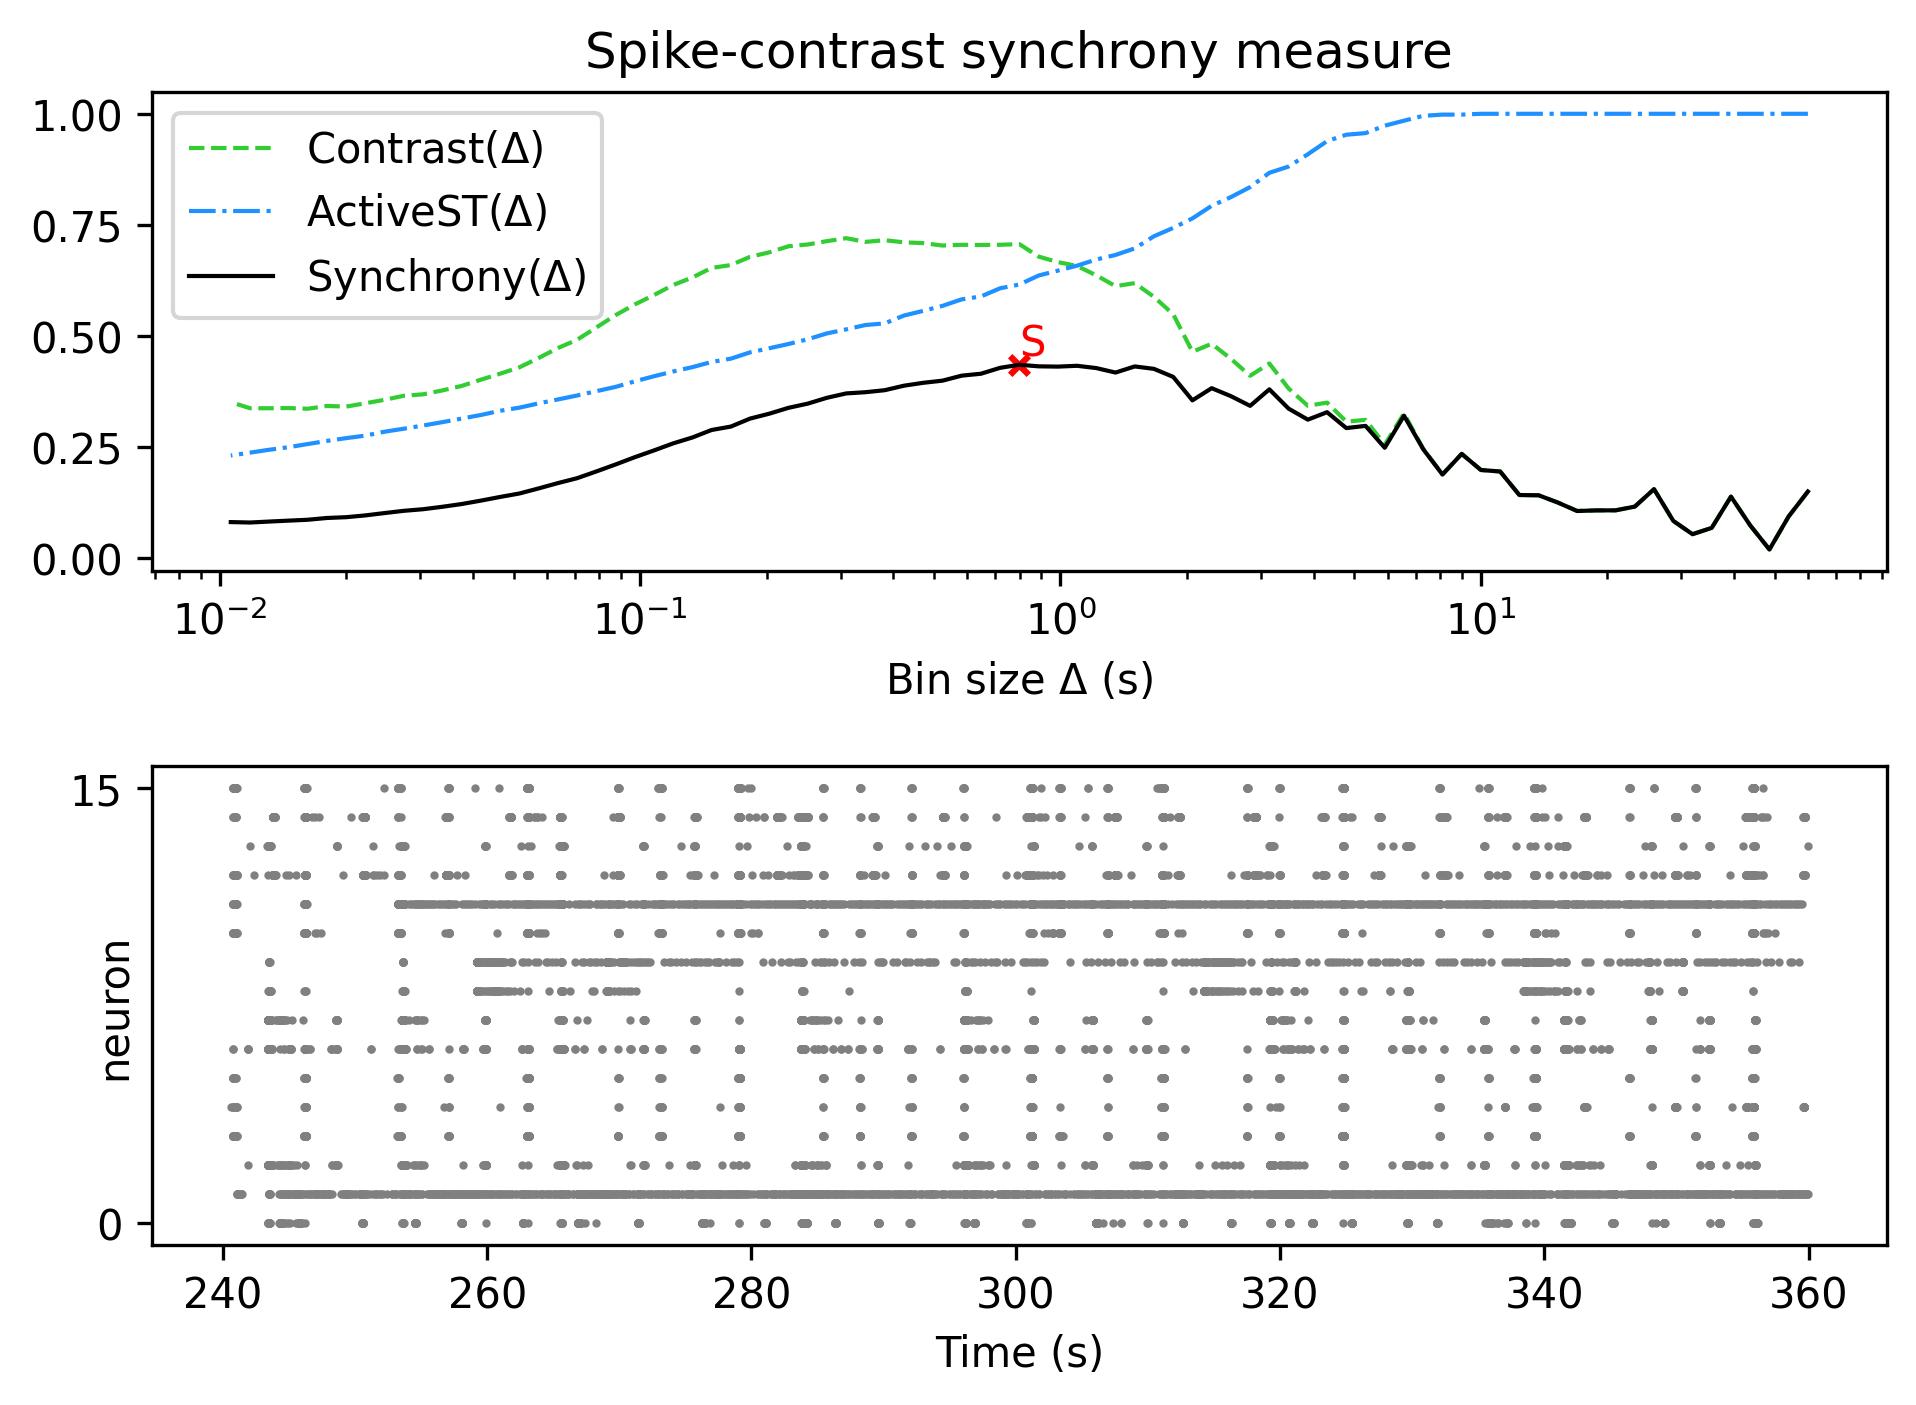 Spike-contrast synchrony measure
1.00
0.75
0.50
0.25
0.00
Contrast(Δ)
ActiveST(Δ)
Synchrony(Δ)
S
10⁻² 10⁻¹ 10⁰ 10¹
Bin size Δ (s)
15
0
neuron
240 260 280 300 320 340 360
Time (s)